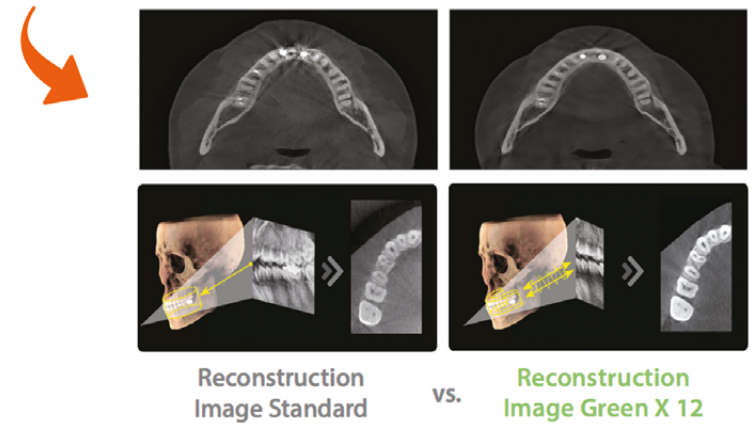 Reconstruction
Image Standard
vs.
Reconstruction
Image Green X 12